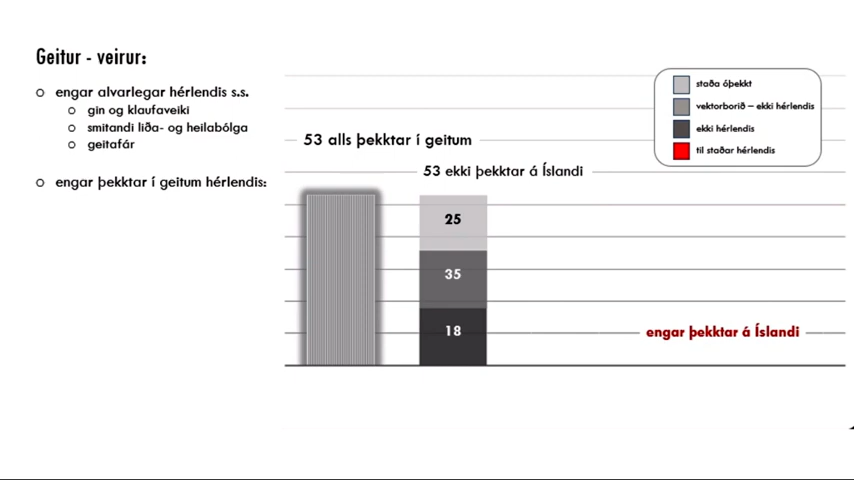 Geitur - veirur:
engar alvarlegar hérlendis s.s.
gin og klaufaveiki
smitandi liða- og heilabólga
geitafár
engar þekktar í geitum hérlendis:
53 alls þekktar í geitum
53 ekki þekktar á Íslandi
25
35
18
staða óþekkt
vektorborið – ekki hérlendis
ekki hérlendis
til staðar hérlendis
engar þekktar á Íslandi